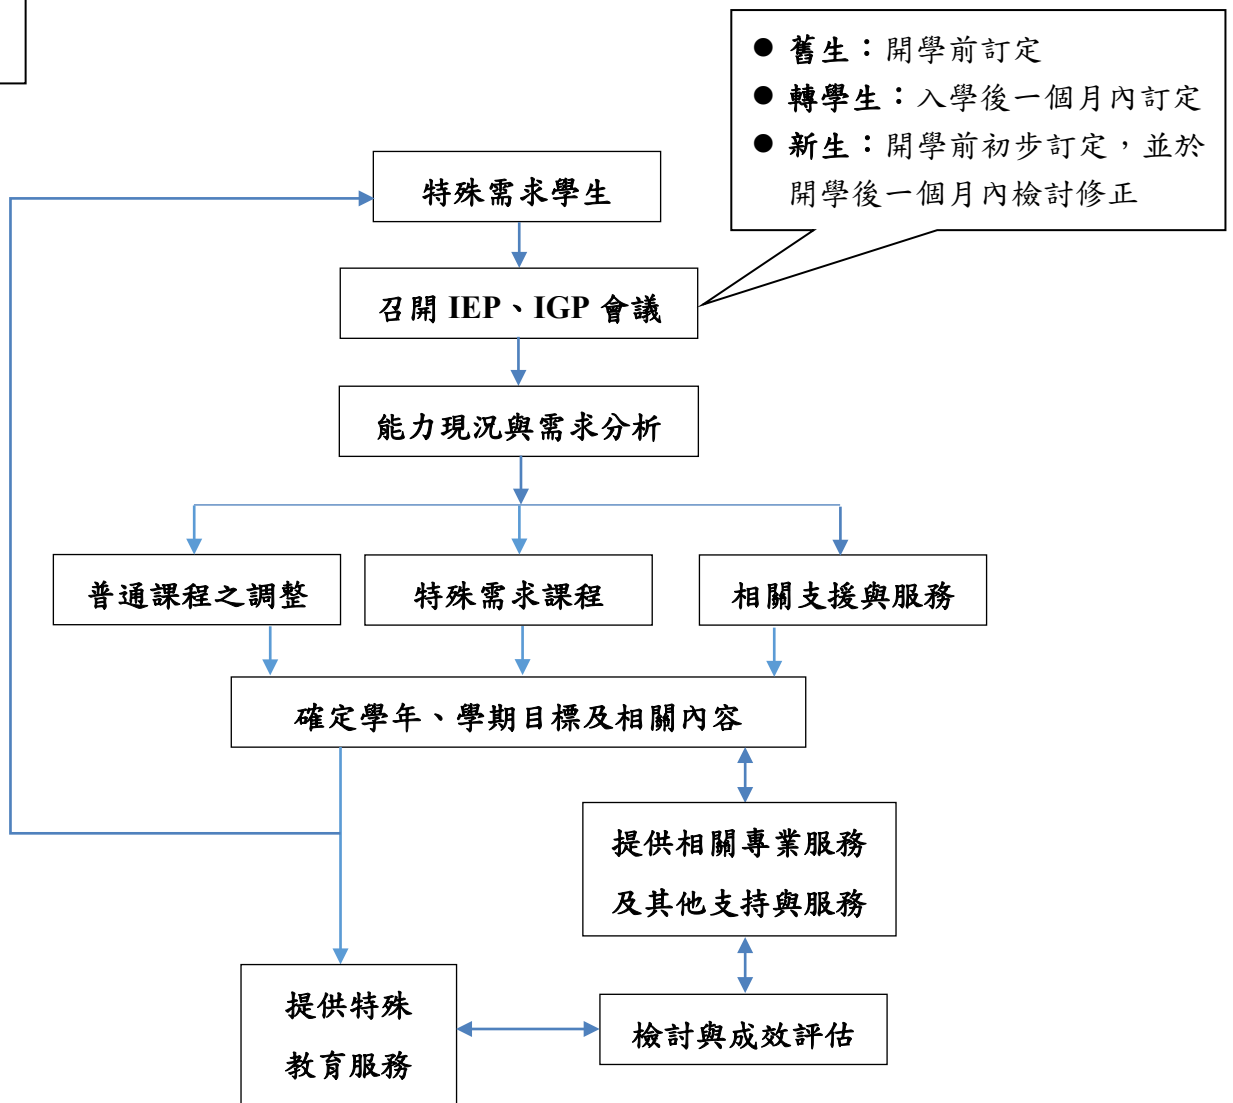 ● 舊生：開學前訂定
● 轉學生：入學後一個月內訂定
● 新生：開學前初步訂定，並於
開學後一個月內檢討修正
特殊需求學生
召開 IEP、IGP 會議
能力現況與需求分析
普通課程之調整
特殊需求課程
相關支援與服務
確定學年、學期目標及相關內容
提供相關專業服務
及其他支持與服務
提供特殊
教育服務
檢討與成效評估